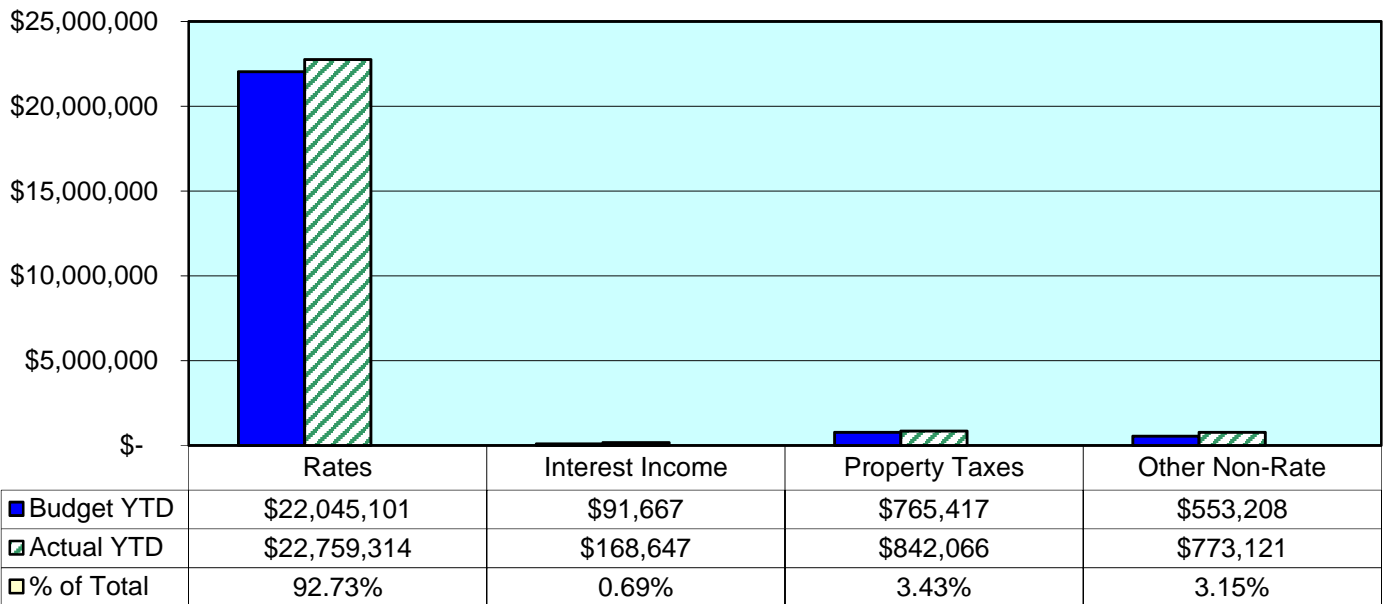 $25,000,000
$20,000,000
$15,000,000
$10,000,000
$5,000,000
$-
Rates Interest Income Property Taxes Other Non-Rate
Budget YTD $22,045,101 $91,667 $765,417 $553,208
Actual YTD $22,759,314 $168,647 $842,066 $773,121
% of Total 92.73% 0.69% 3.43% 3.15%